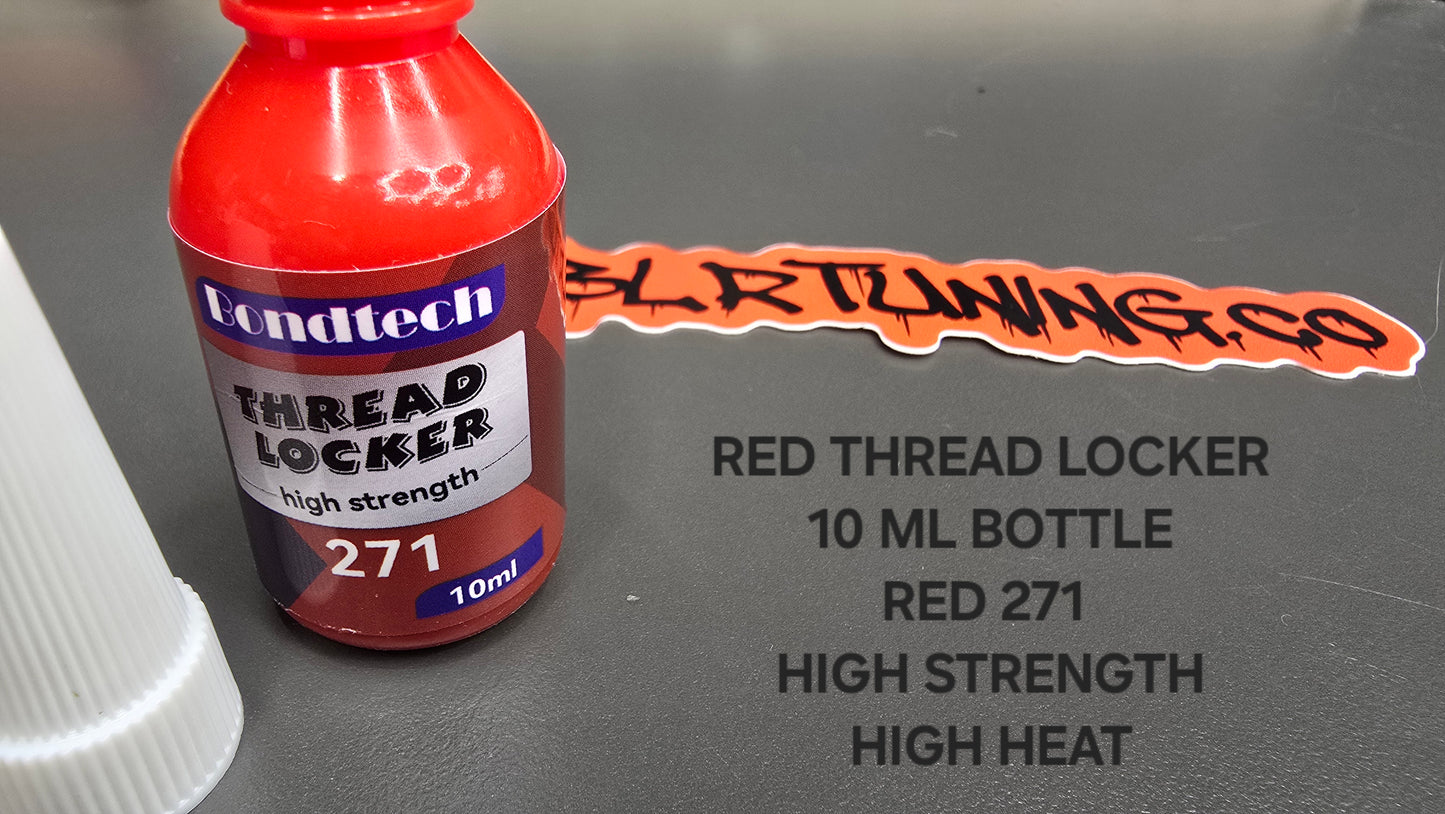 Bondtech
THREAD
LOCKER
high strength
271
10ml
BLRTUNING.CO
RED THREAD LOCKER
10 ML BOTTLE
RED 271
HIGH STRENGTH
HIGH HEAT